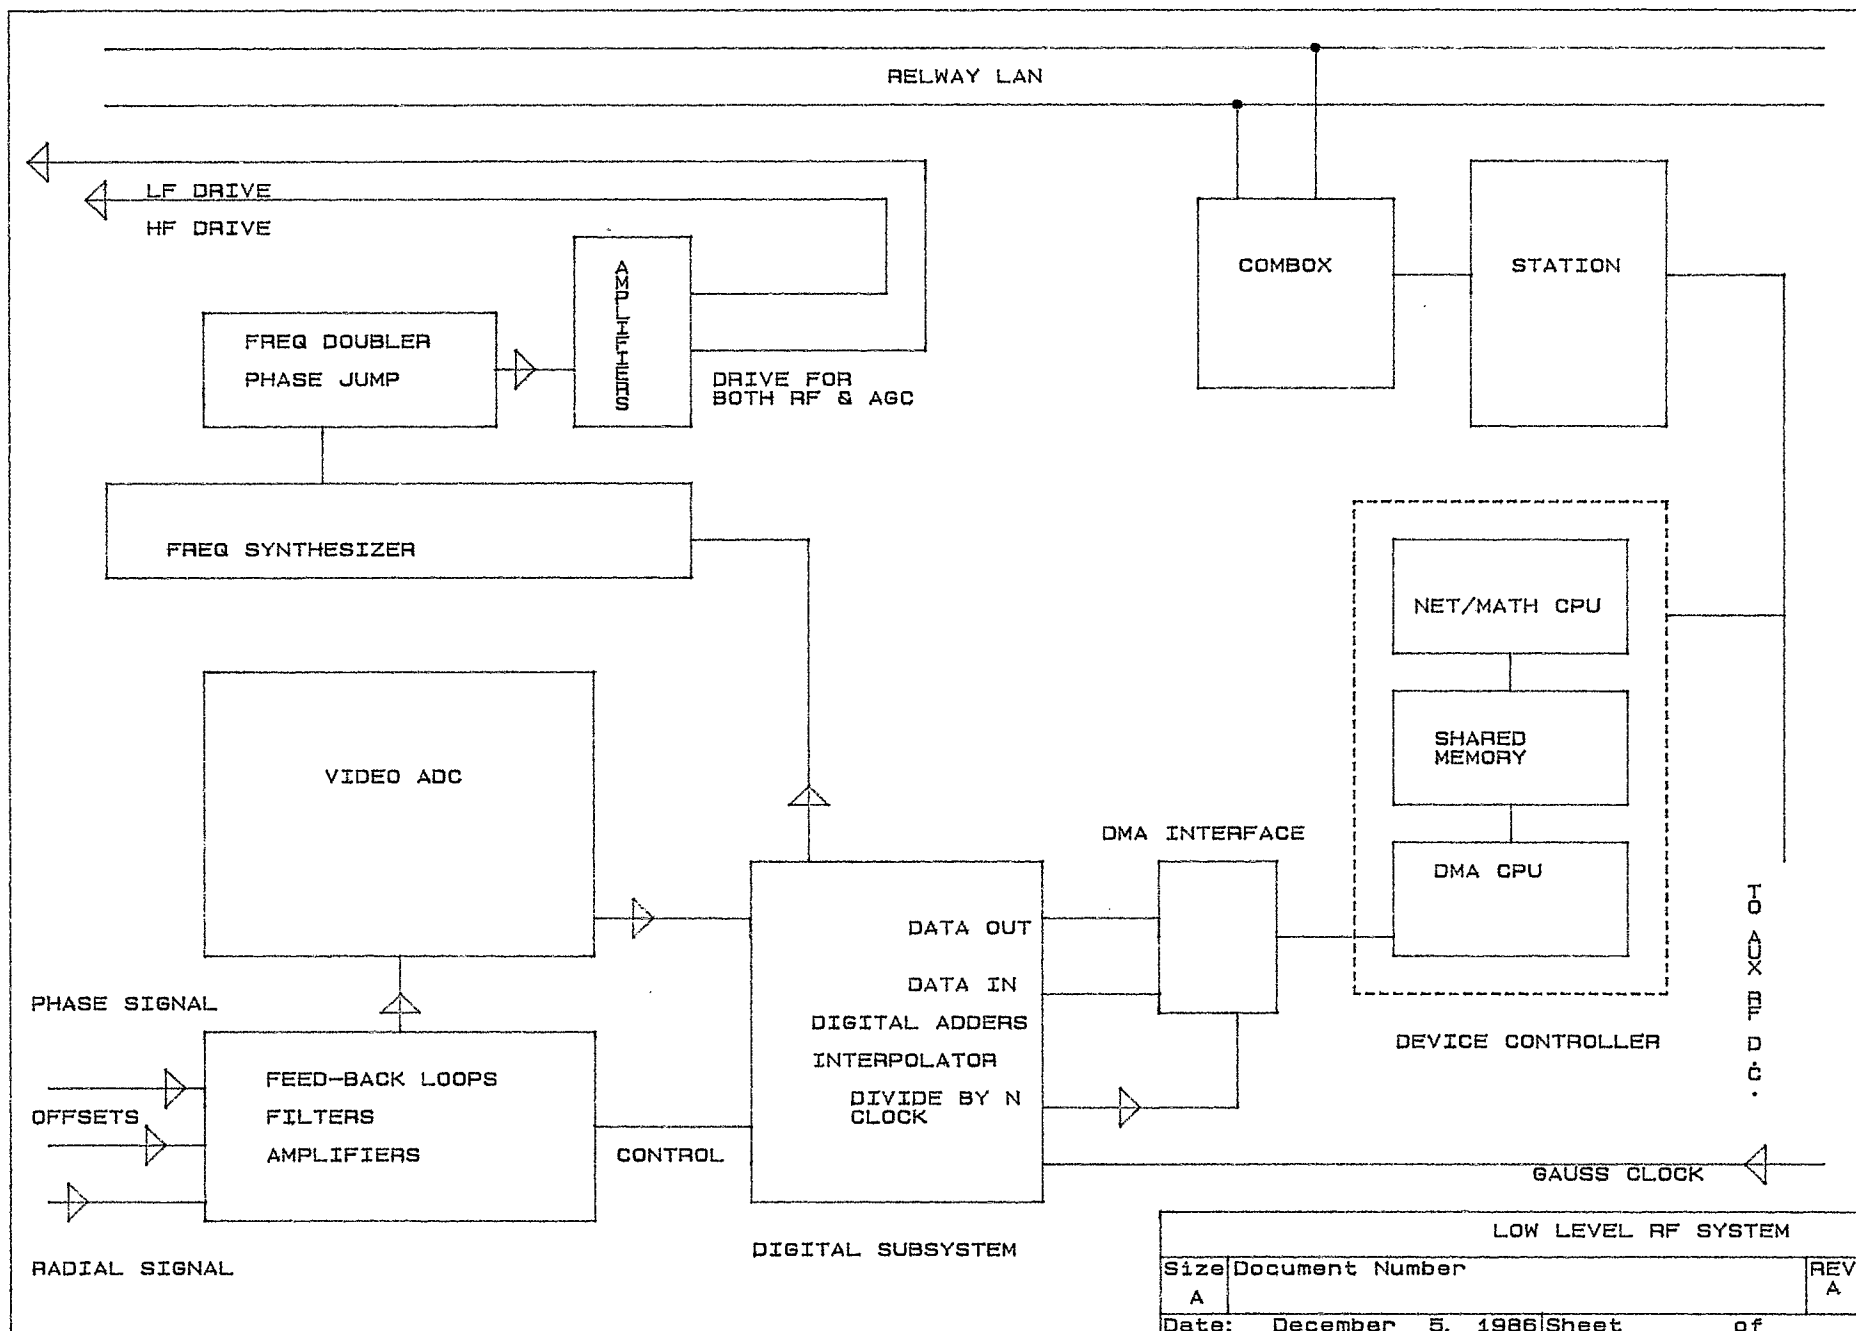 RELWAY LAN
LF DRIVE
HF DRIVE
AMPLIFIERS
COMBOX
STATION
FREQ DOUBLER
PHASE JUMP
DRIVE FOR
BOTH RF & AGC
FREQ SYNTHESIZER
NET/MATH CPU
SHARED
MEMORY
VIDEO ADC
DMA INTERFACE
DMA CPU
TO AUX RF D.C.
DATA OUT
DATA IN
PHASE SIGNAL
DIGITAL ADDERS
DEVICE CONTROLLER
INTERPOLATOR
FEED-BACK LOOPS
DIVIDE BY N
CLOCK
OFFSETS
FILTERS
AMPLIFIERS
CONTROL
GAUSS CLOCK
DIGITAL SUBSYSTEM
RADIAL SIGNAL
LOW LEVEL RF SYSTEM
Size Document Number REV
A A
Date: December 5, 1986 Sheet of